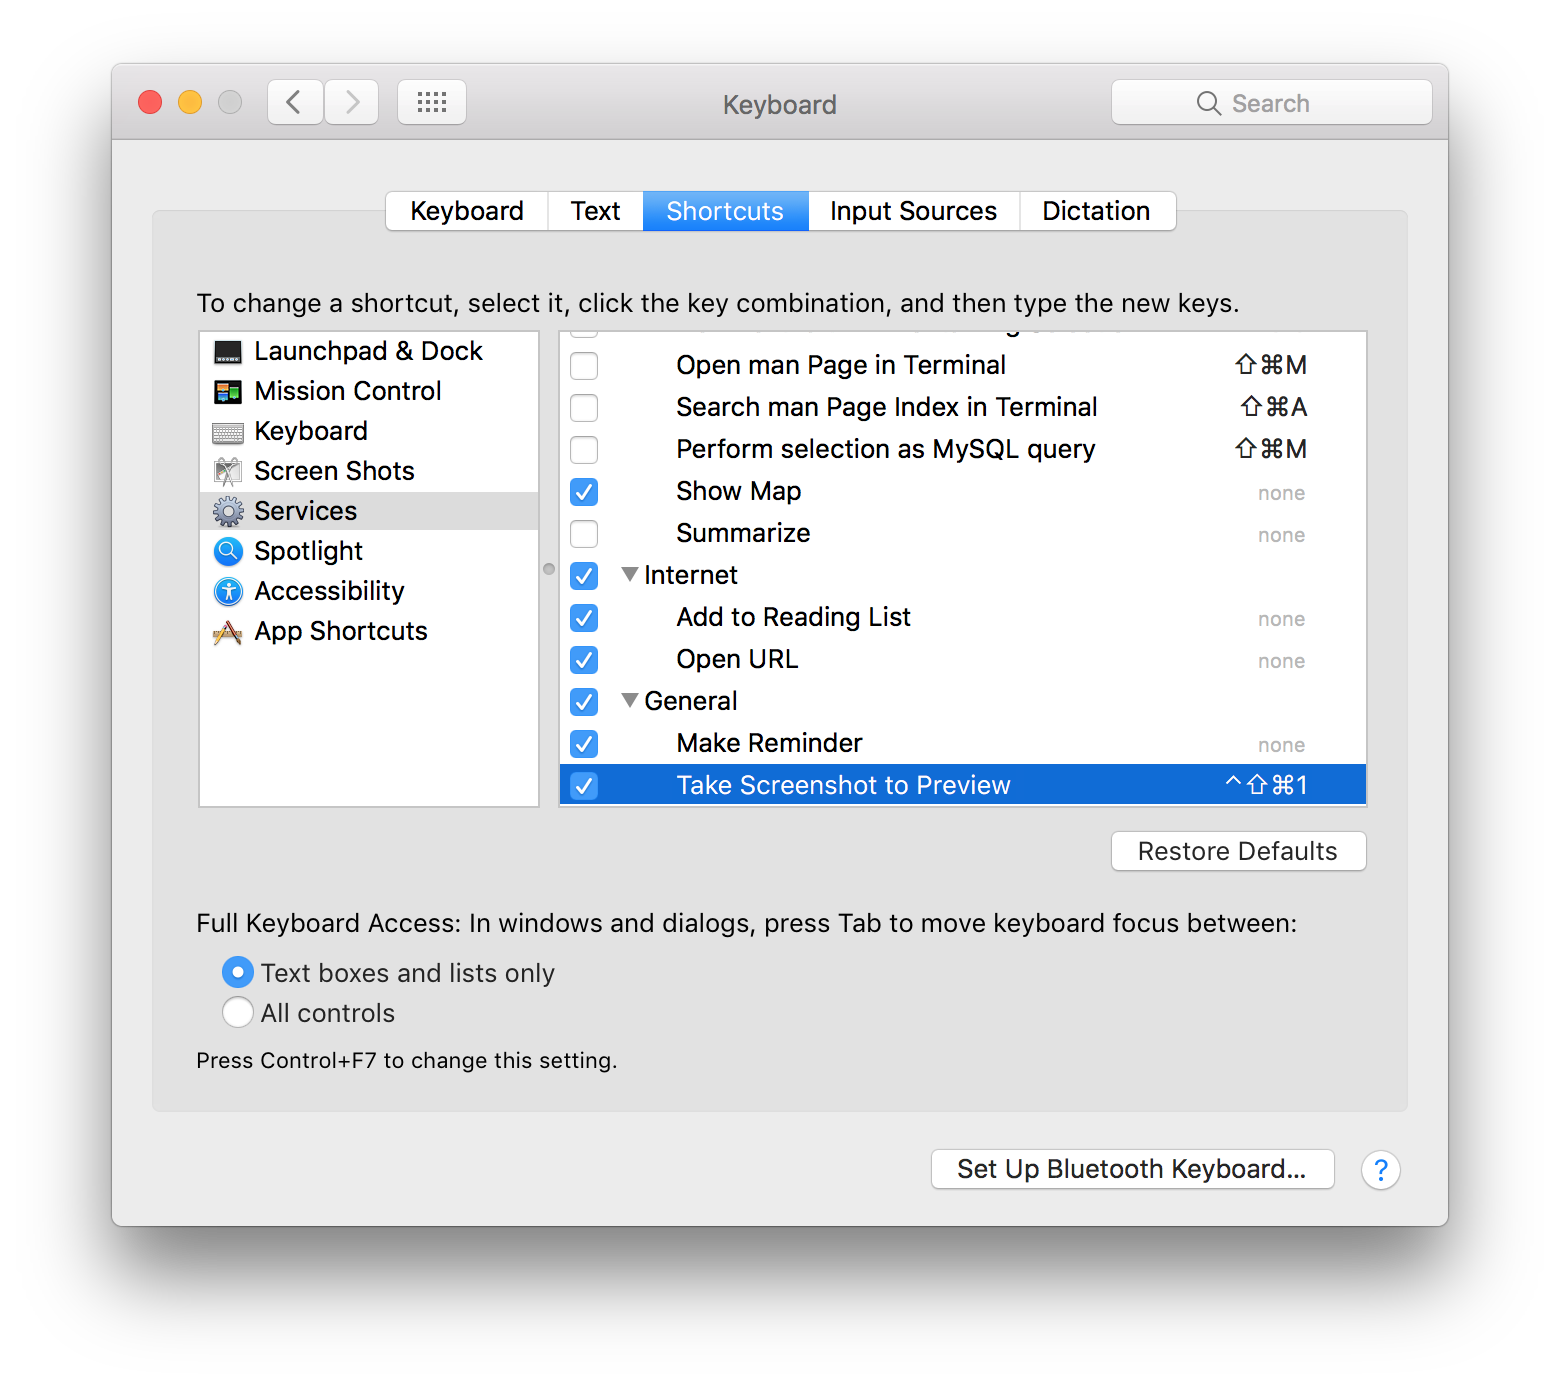 Keyboard
Search
Keyboard
Text
Shortcuts
Input Sources
Dictation
To change a shortcut, select it, click the key combination, and then type the new keys.
Launchpad & Dock
Mission Control
Keyboard
Screen Shots
Services
Spotlight
Accessibility
App Shortcuts
Open man Page in Terminal ⇧⌘M
Search man Page Index in Terminal ⇧⌘A
Perform selection as MySQL query ⇧⌘M
Show Map none
Summarize none
Internet
Add to Reading List none
Open URL none
General
Make Reminder none
Take Screenshot to Preview ^⇧⌘1
Restore Defaults
Full Keyboard Access: In windows and dialogs, press Tab to move keyboard focus between:
Text boxes and lists only
All controls
Press Control+F7 to change this setting.
Set Up Bluetooth Keyboard...
?